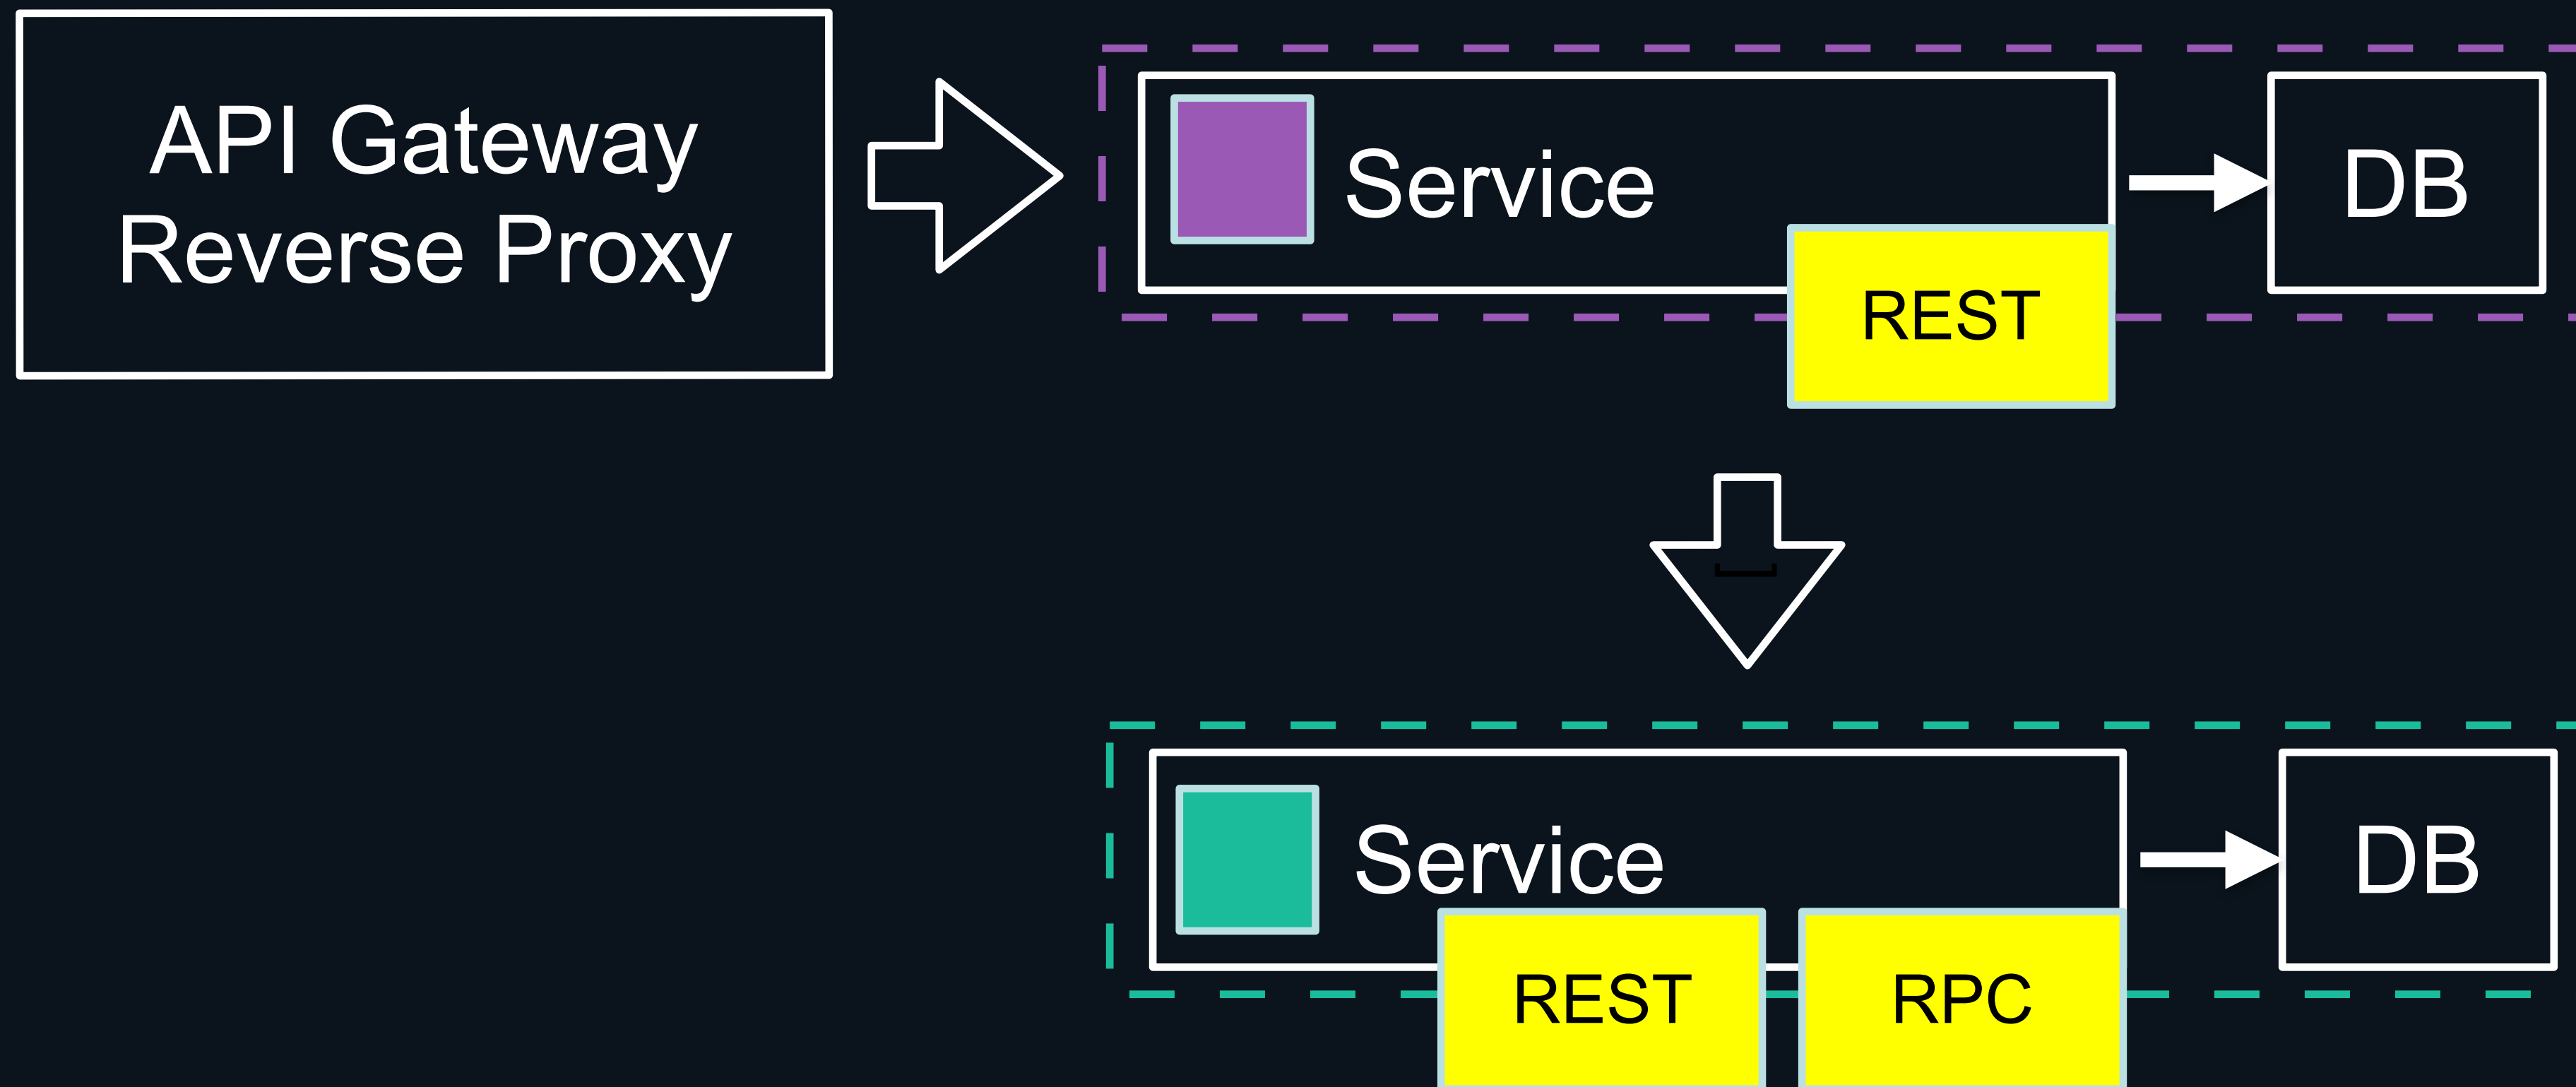 API Gateway
Reverse Proxy
Service
DB
REST
Service
DB
REST
RPC